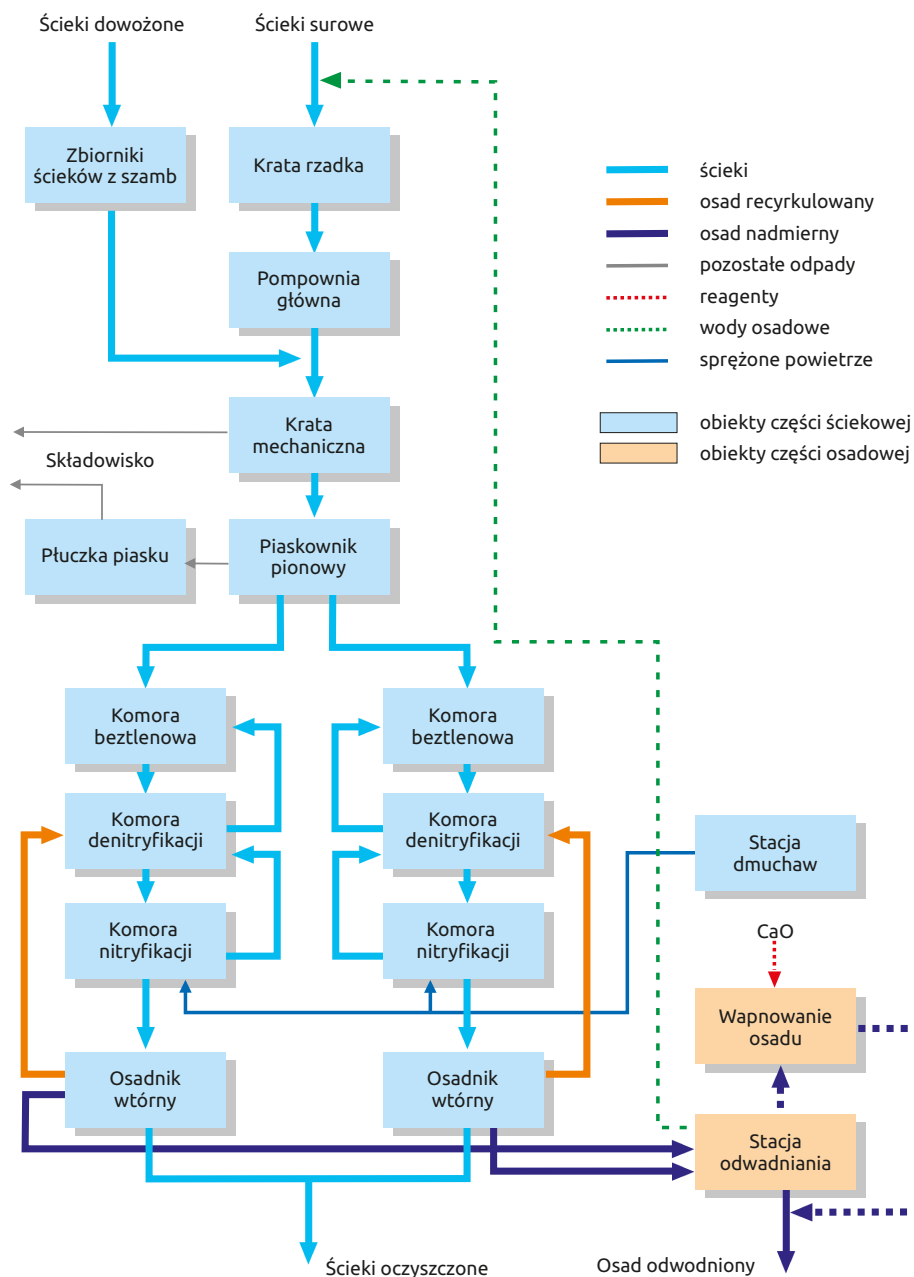 Ścieki dowożone
Ścieki surowe
Zbiorniki
ścieków z szamb
Krata rzadka
Pompownia
główna
ścieki
osad recyrkulowany
osad nadmierny
pozostałe odpady
reagenty
wody osadowe
sprężone powietrze
obiekty części ściekowej
obiekty części osadowej
Krata
mechaniczna
Składowisko
Płuczka piasku
Piaskownik
pionowy
Komora
beztlenowa
Komora
beztlenowa
Komora
denitryfikacji
Komora
denitryfikacji
Stacja
dmuchaw
Komora
nitryfikacji
Komora
nitryfikacji
CaO
Wapnowanie
osadu
Osadnik
wtórny
Osadnik
wtórny
Stacja
odwadniania
Ścieki oczyszczone
Osad odwodniony